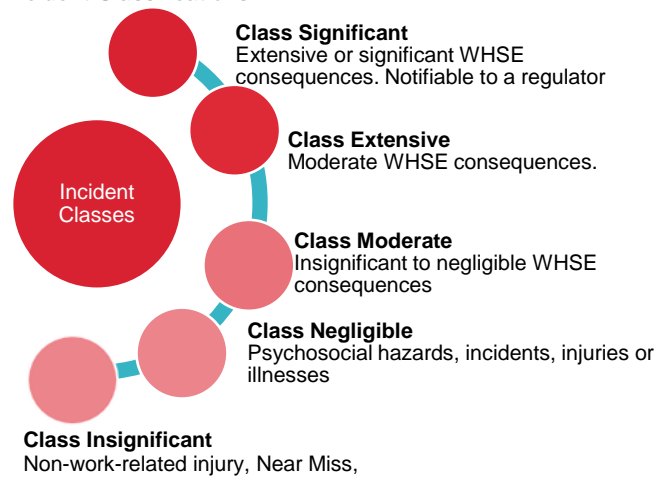 Class Significant
Extensive or significant WHSE
consequences. Notifiable to a regulator
Class Extensive
Moderate WHSE consequences.
Incident
Classes
Class Moderate
Insignificant to negligible WHSE
consequences
Class Negligible
Psychosocial hazards, incidents, injuries or
illnesses
Class Insignificant
Non-work-related injury, Near Miss,